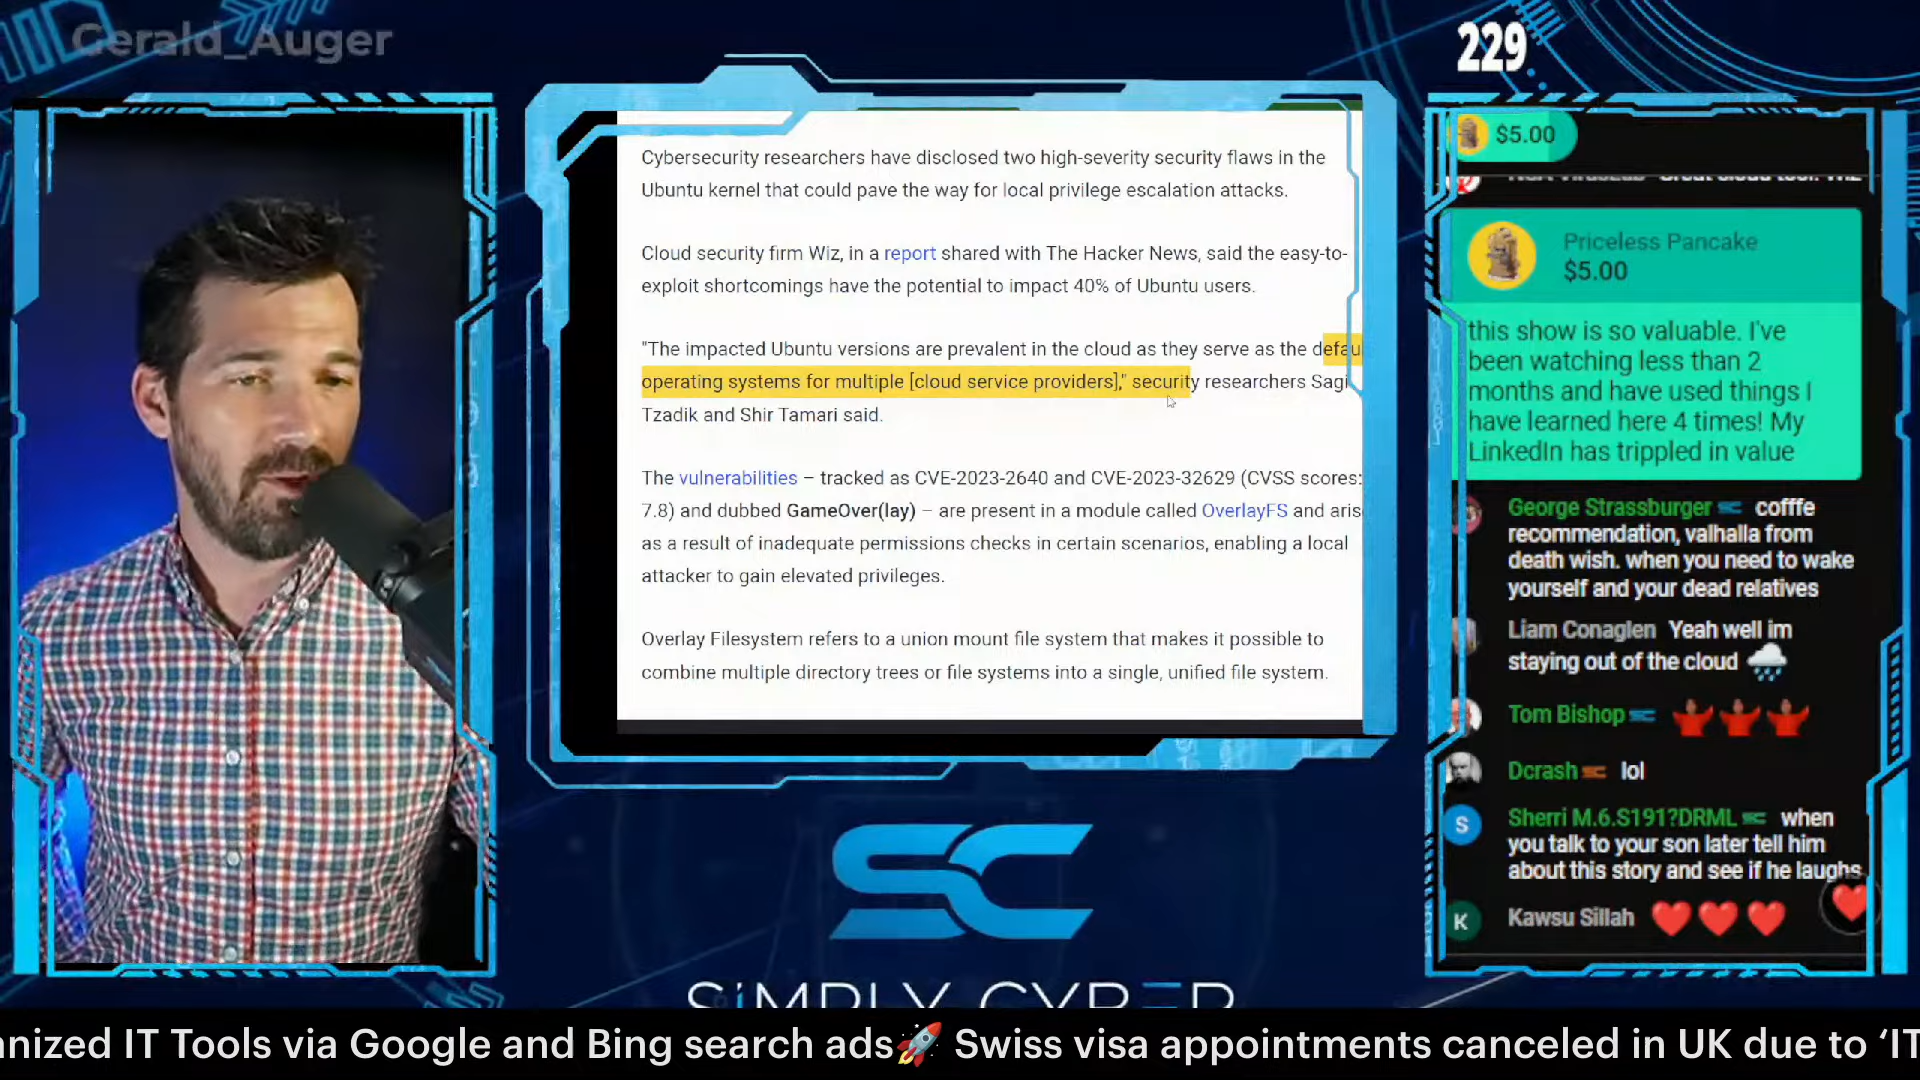 Gerald_Auger
229
$5.00
Cybersecurity researchers have disclosed two high-severity security flaws in the
Ubuntu kernel that could pave the way for local privilege escalation attacks.
Cloud security firm Wiz, in a report shared with The Hacker News, said the easy-to-
exploit shortcomings have the potential to impact 40% of Ubuntu users.
"The impacted Ubuntu versions are prevalent in the cloud as they serve as the defau
operating systems for multiple [cloud service providers]," security researchers Sagi
Tzadik and Shir Tamari said.
The vulnerabilities – tracked as CVE-2023-2640 and CVE-2023-32629 (CVSS scores:
7.8) and dubbed GameOver(lay) – are present in a module called OverlayFS and aris
as a result of inadequate permissions checks in certain scenarios, enabling a local
attacker to gain elevated privileges.
Overlay Filesystem refers to a union mount file system that makes it possible to
combine multiple directory trees or file systems into a single, unified file system.
Priceless Pancake
$5.00
this show is so valuable. I've
been watching less than 2
months and have used things I
have learned here 4 times! My
LinkedIn has trippled in value
George Strassburger cofffe
recommendation, valhalla from
death wish. when you need to wake
yourself and your dead relatives
Liam Conaglen Yeah well im
staying out of the cloud
Tom Bishop
Dcrash lol
S
Sherri M.6.S191?DRML when
you talk to your son later tell him
about this story and see if he laughs
K
Kawsu Sillah
SC
SiMPLY CYBER
anized IT Tools via Google and Bing search ads🚀 Swiss visa appointments canceled in UK due to ‘IT